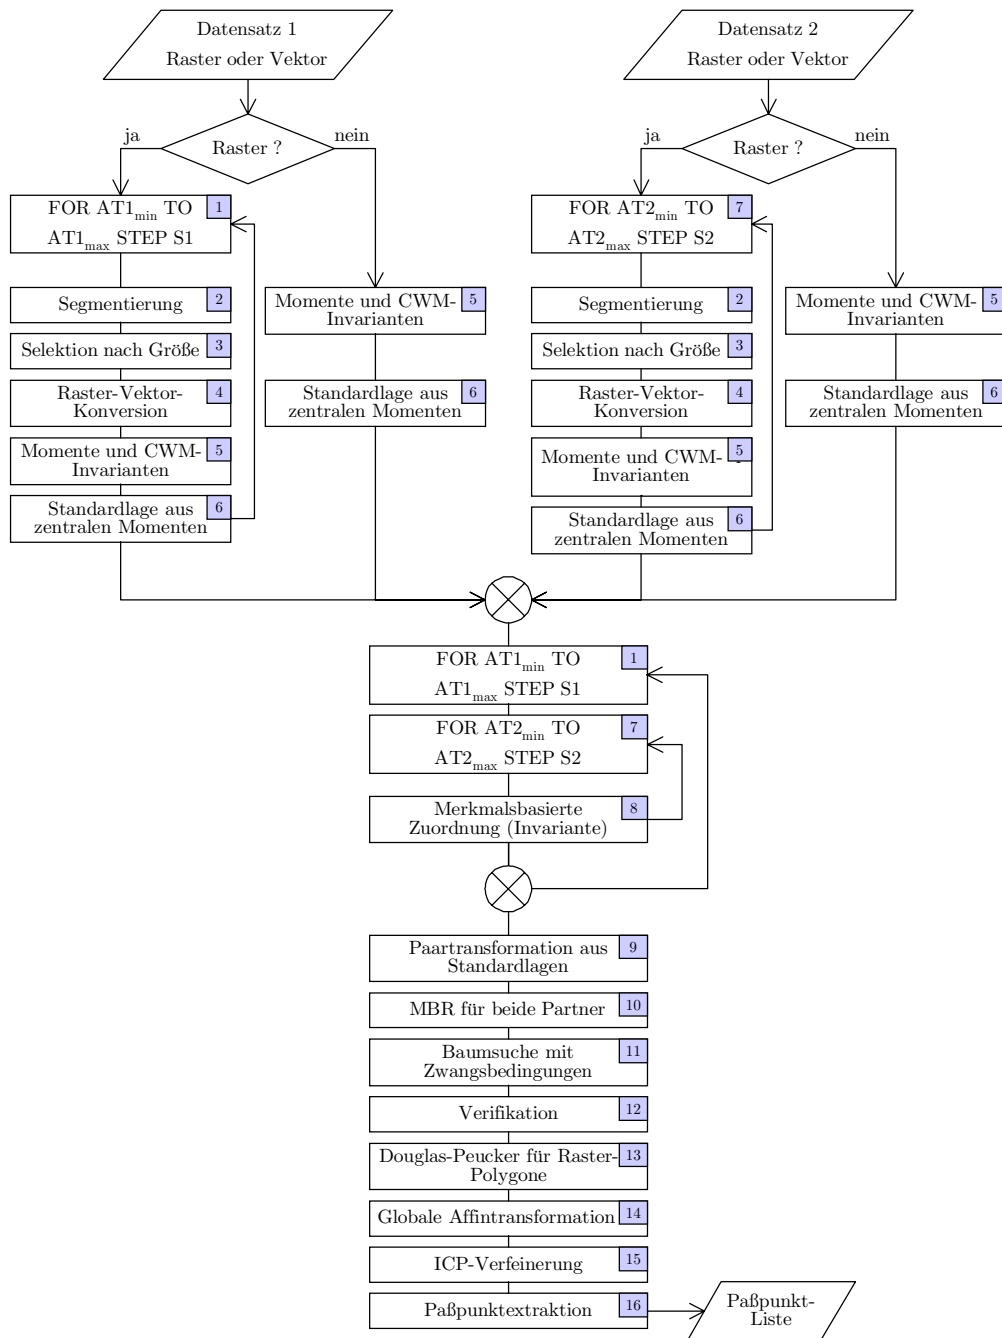 Datensatz 1
Raster oder Vektor
Raster ?
ja
nein
FOR AT1min TO
AT1max STEP S1
1
Segmentierung
2
Selektion nach Größe
3
Raster-Vektor-
Konversion
4
Momente und CWM-
Invarianten
5
Standardlage aus
zentralen Momenten
6
Momente und CWM-
Invarianten
5
Standardlage aus
zentralen Momenten
6
Datensatz 2
Raster oder Vektor
Raster ?
ja
nein
FOR AT2min TO
AT2max STEP S2
7
Segmentierung
2
Selektion nach Größe
3
Raster-Vektor-
Konversion
4
Momente und CWM-
Invarianten
5
Standardlage aus
zentralen Momenten
6
Momente und CWM-
Invarianten
5
Standardlage aus
zentralen Momenten
6
FOR AT1min TO
AT1max STEP S1
1
FOR AT2min TO
AT2max STEP S2
7
Merkmalsbasierte
Zuordnung (Invariante)
8
Paartransformation aus
Standardlagen
9
MBR für beide Partner
10
Baumsuche mit
Zwangsbedingungen
11
Verifikation
12
Douglas-Peucker für Raster-
Polygone
13
Globale Affintransformation
14
ICP-Verfeinerung
15
Paßpunktextraktion
16
Paßpunkt-
Liste